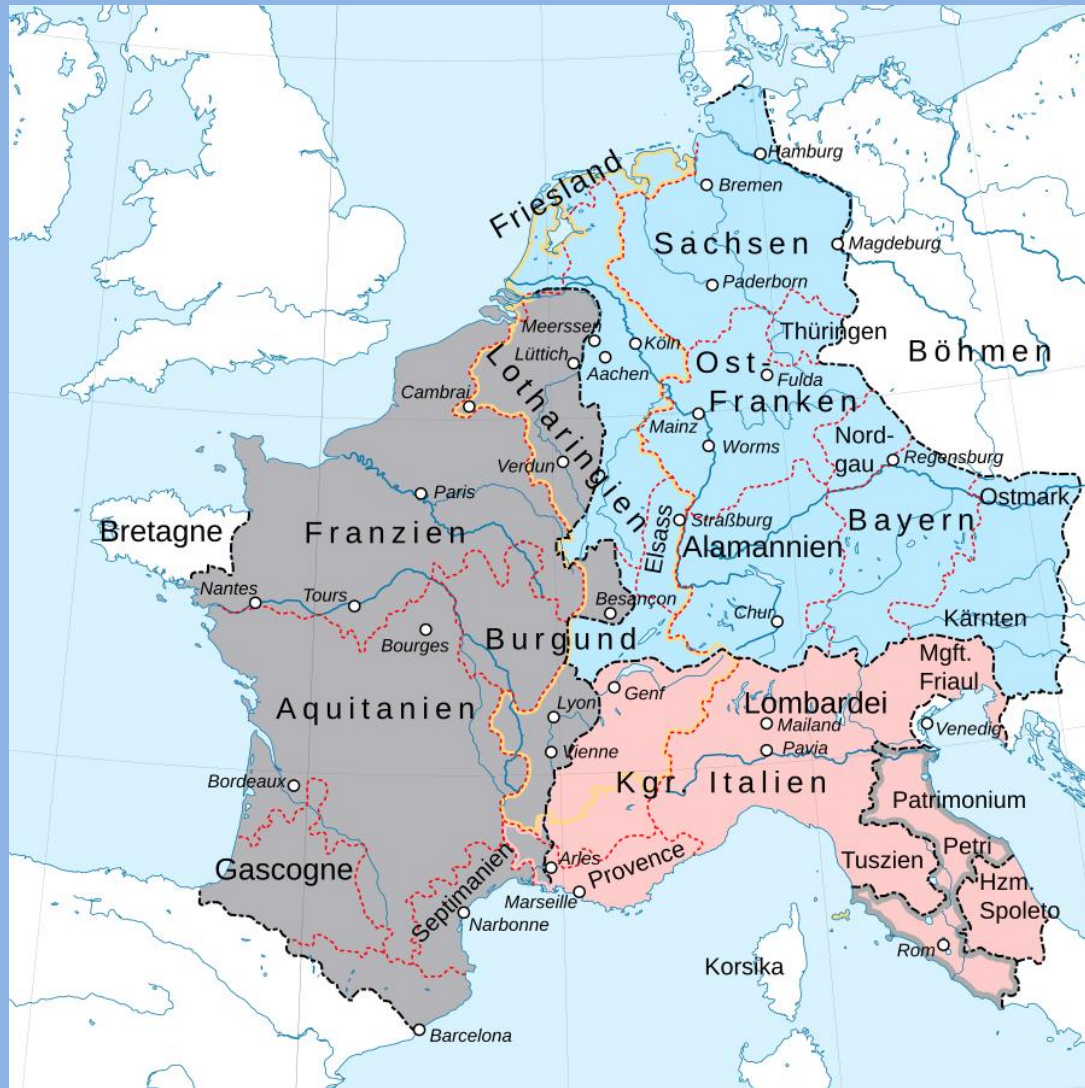 Hamburg
Friesland
Bremen
Sachsen
Magdeburg
Paderborn
Meerssen
Köln
Thüringen
Böhmen
Lüttich
Aachen
Ost-
Fulda
Cambrai
Lotharingien
Franken
Mainz
Nord-
gau
Worms
Verdun
Regensburg
Paris
Ostmark
Bretagne
Franzien
Elsass
Straßburg
Bayern
Alamannien
Nantes
Tours
Besançon
Chur
Kärnten
Bourges
Burgund
Mgft.
Friaul
Genf
Aquitanien
Lyon
Lombardei
Mailand
Venedig
Vienne
Pavia
Bordeaux
Kgr. Italien
Patrimonium
Petri
Gascogne
Septimanien
Arles
Provence
Tuszien
Marseille
Hzm.
Spoleto
Narbonne
Rom
Korsika
Barcelona